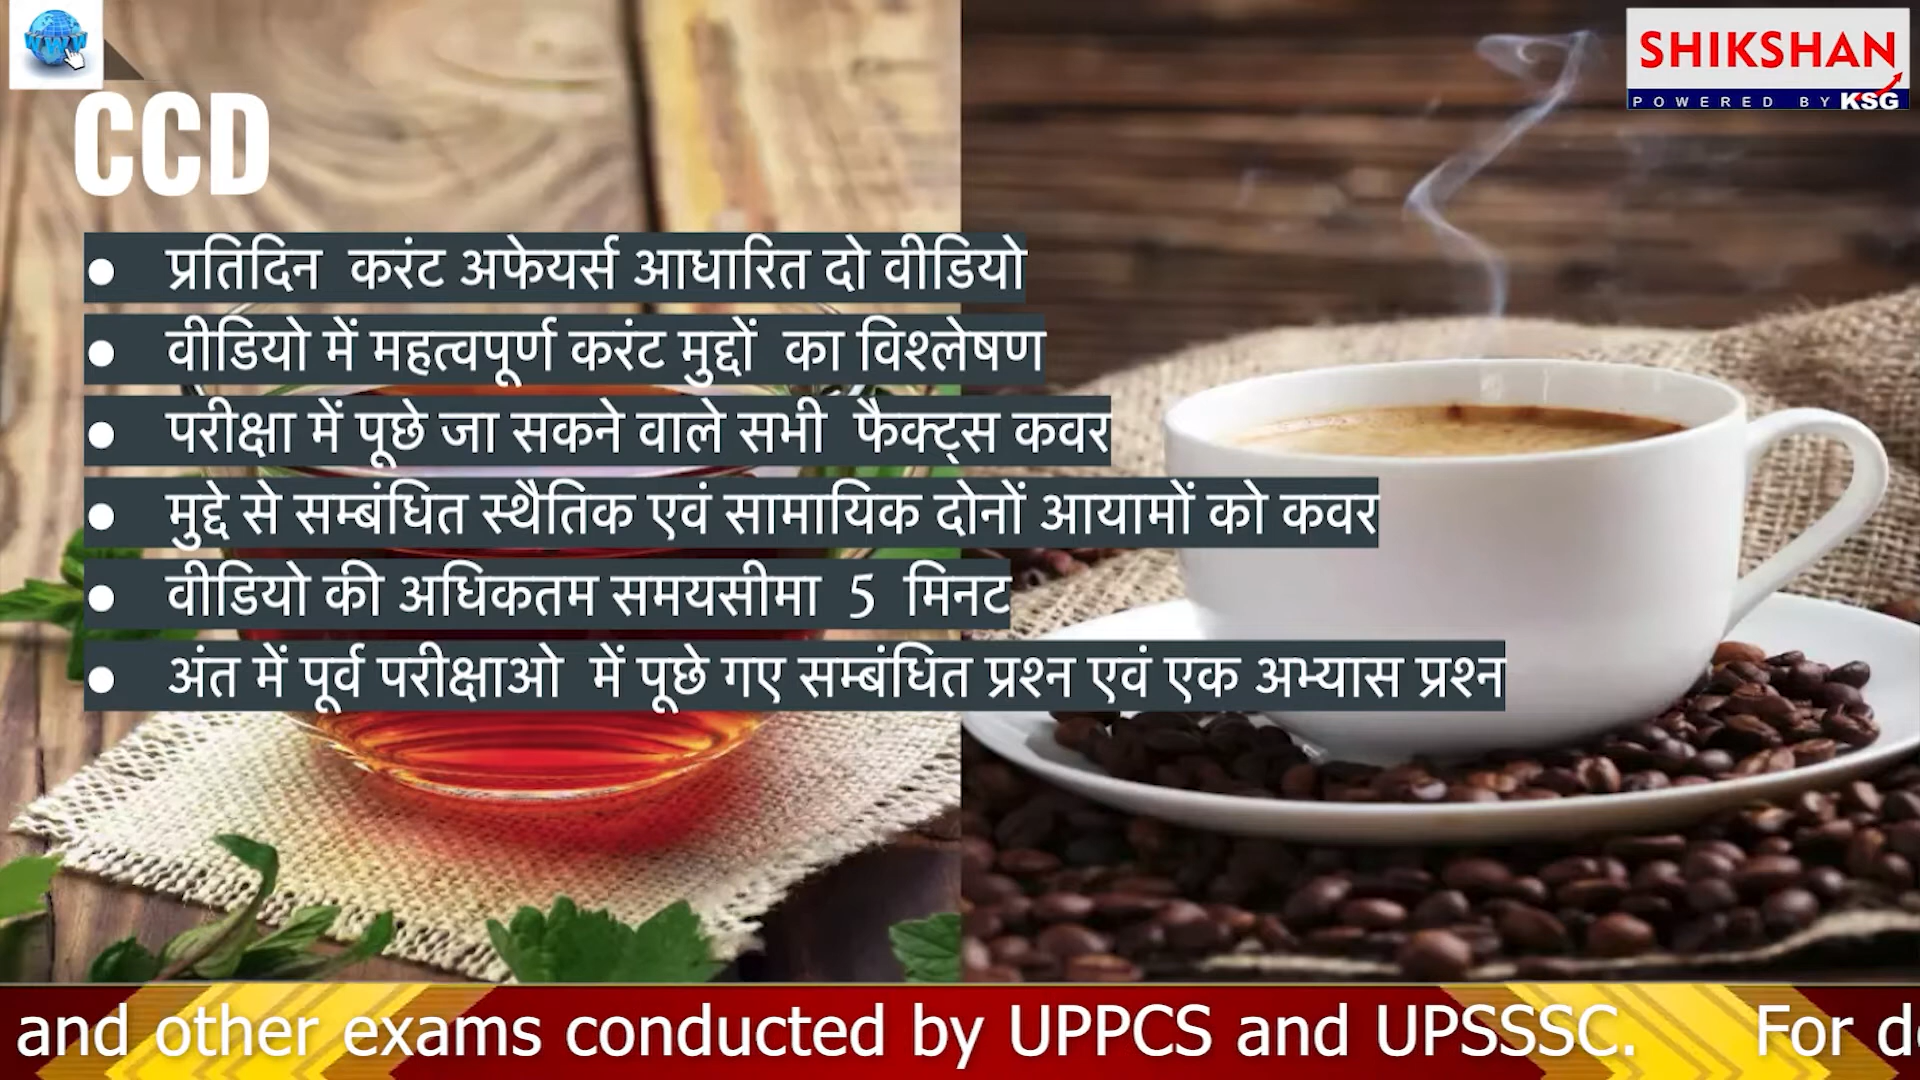 WWW
SHIKSHAN
POWERED BY KSG
CCD
● प्रतिदिन करंट अफेयर्स आधारित दो वीडियो
● वीडियो में महत्वपूर्ण करंट मुद्दों का विश्लेषण
● परीक्षा में पूछे जा सकने वाले सभी फैक्ट्स कवर
● मुद्दे से सम्बंधित स्थैतिक एवं सामायिक दोनों आयामों को कवर
● वीडियो की अधिकतम समयसीमा 5 मिनट
● अंत में पूर्व परीक्षाओ में पूछे गए सम्बंधित प्रश्न एवं एक अभ्यास प्रश्न
and other exams conducted by UPPCS and UPSSSC. For